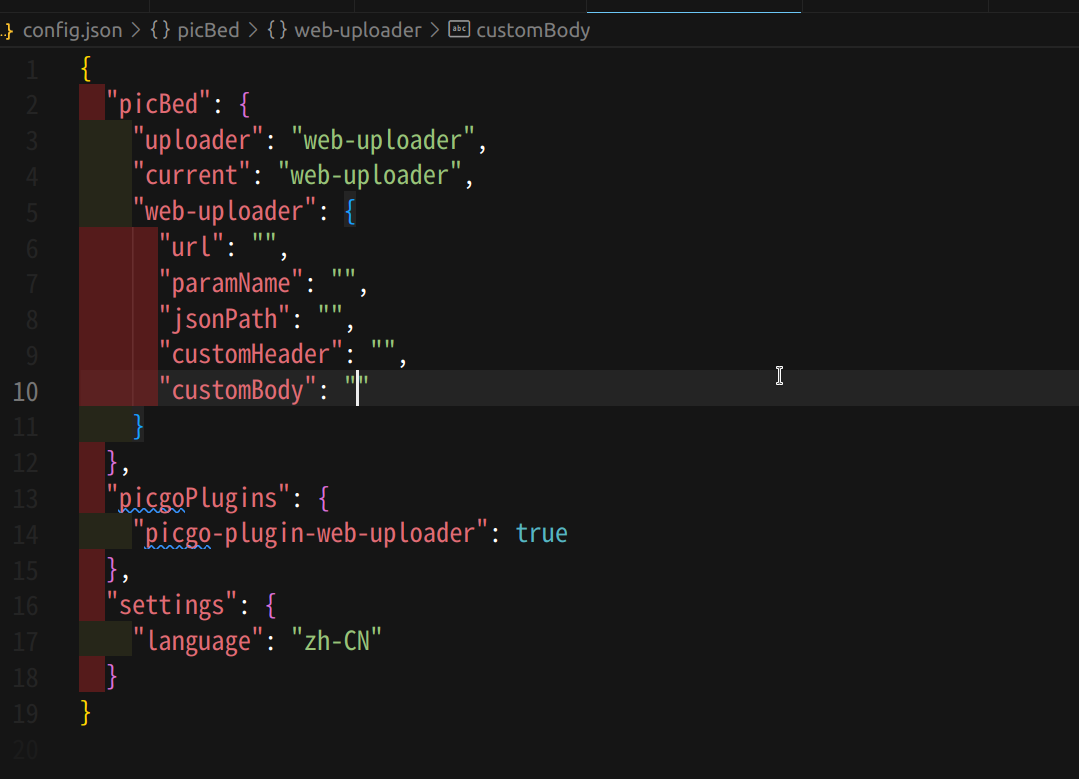 config.json > {} picBed > {} web-uploader > abc customBody
1 {
2 "picBed": {
3 "uploader": "web-uploader",
4 "current": "web-uploader",
5 "web-uploader": {
6 "url": "",
7 "paramName": "",
8 "jsonPath": "",
9 "customHeader": "",
10 "customBody": ""
11 }
12 },
13 "picgoPlugins": {
14 "picgo-plugin-web-uploader": true
15 },
16 "settings": {
17 "language": "zh-CN"
18 }
19 }
20